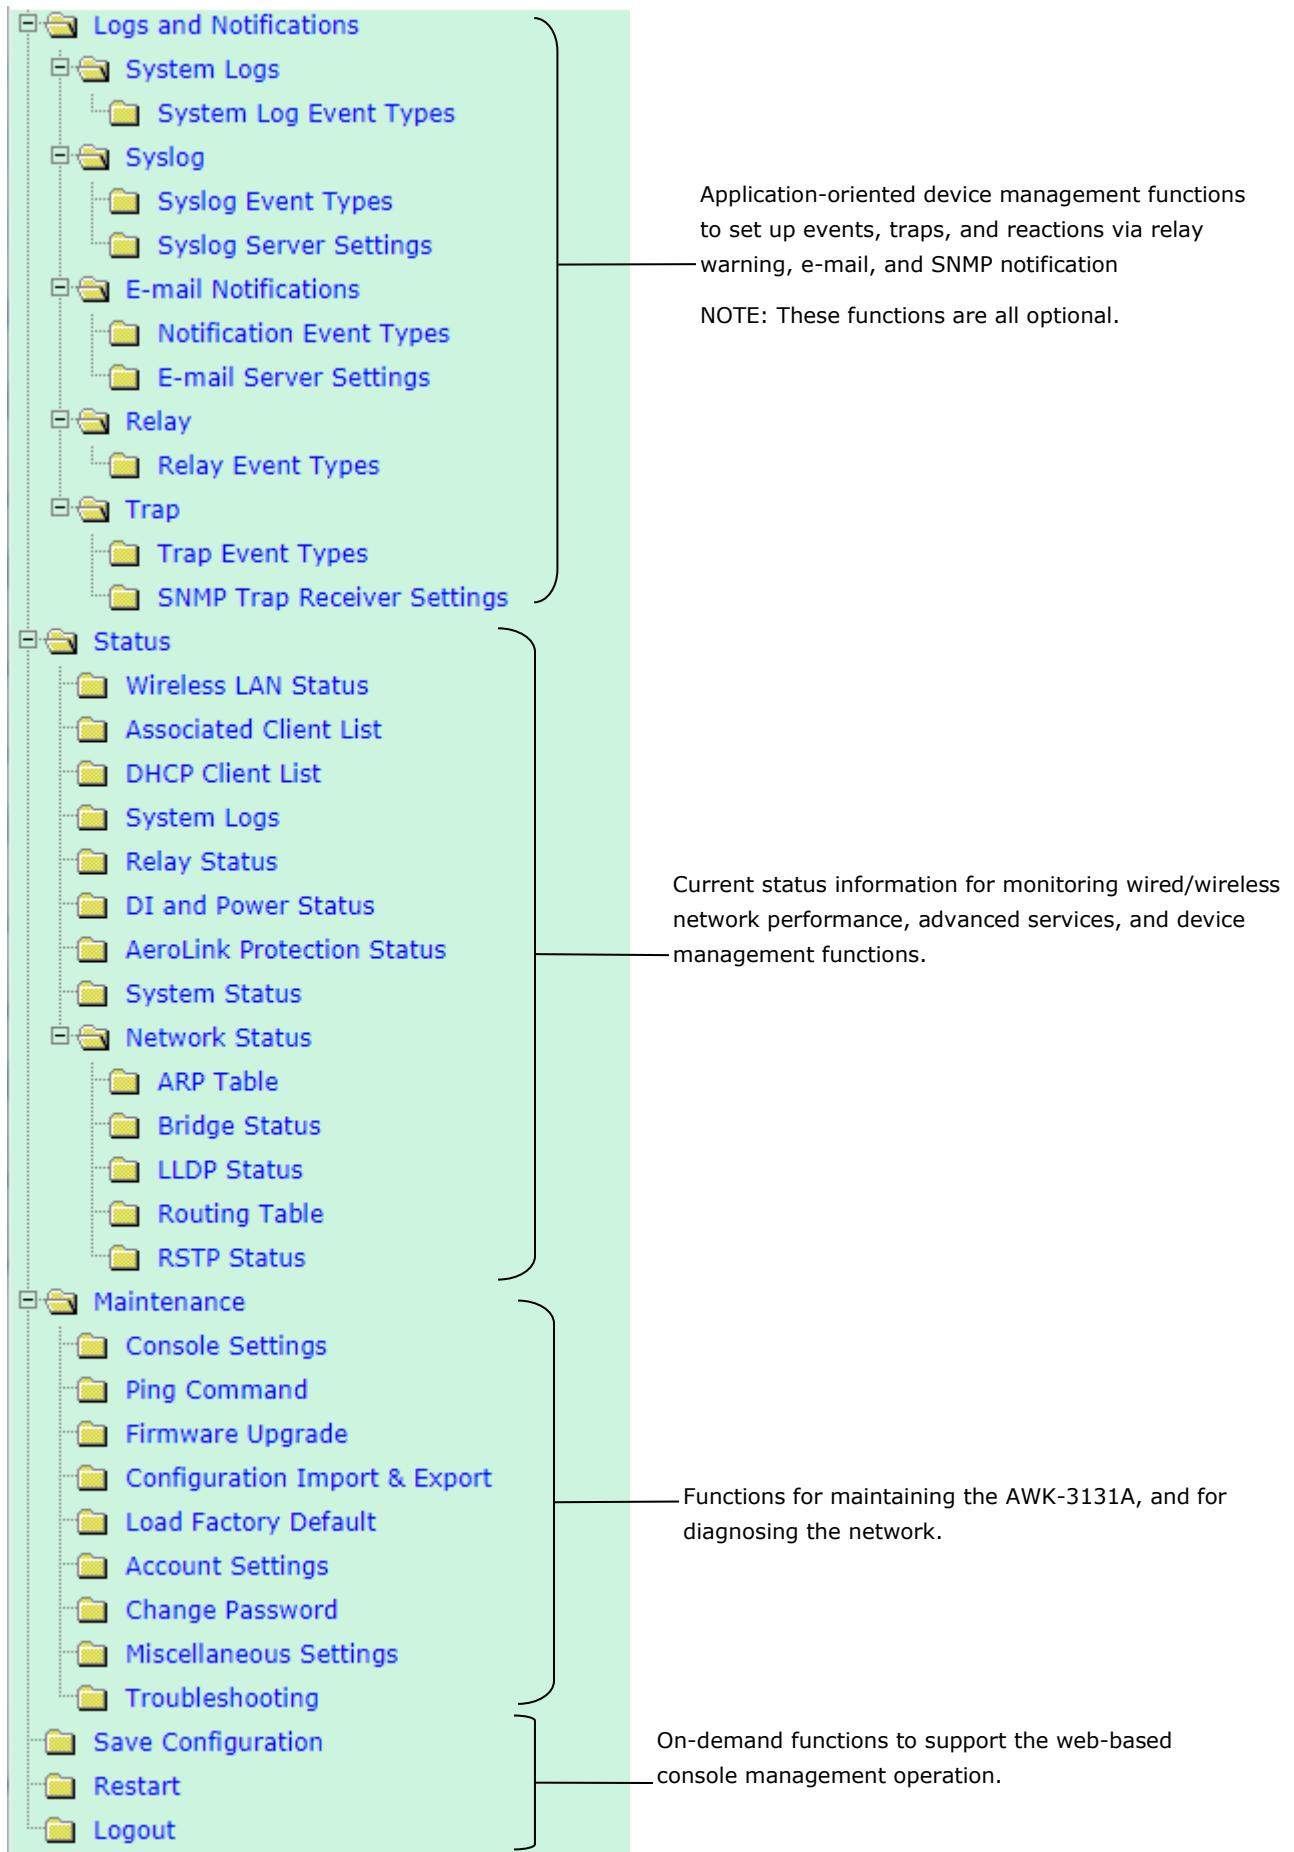 Logs and Notifications
System Logs
System Log Event Types
Syslog
Syslog Event Types
Syslog Server Settings
E-mail Notifications
Notification Event Types
E-mail Server Settings
Relay
Relay Event Types
Trap
Trap Event Types
SNMP Trap Receiver Settings
Application-oriented device management functions
to set up events, traps, and reactions via relay
warning, e-mail, and SNMP notification
NOTE: These functions are all optional.
Status
Wireless LAN Status
Associated Client List
DHCP Client List
System Logs
Relay Status
DI and Power Status
AeroLink Protection Status
System Status
Network Status
ARP Table
Bridge Status
LLDP Status
Routing Table
RSTP Status
Current status information for monitoring wired/wireless
network performance, advanced services, and device
management functions.
Maintenance
Console Settings
Ping Command
Firmware Upgrade
Configuration Import & Export
Load Factory Default
Account Settings
Change Password
Miscellaneous Settings
Troubleshooting
Functions for maintaining the AWK-3131A, and for
diagnosing the network.
Save Configuration
Restart
Logout
On-demand functions to support the web-based
console management operation.